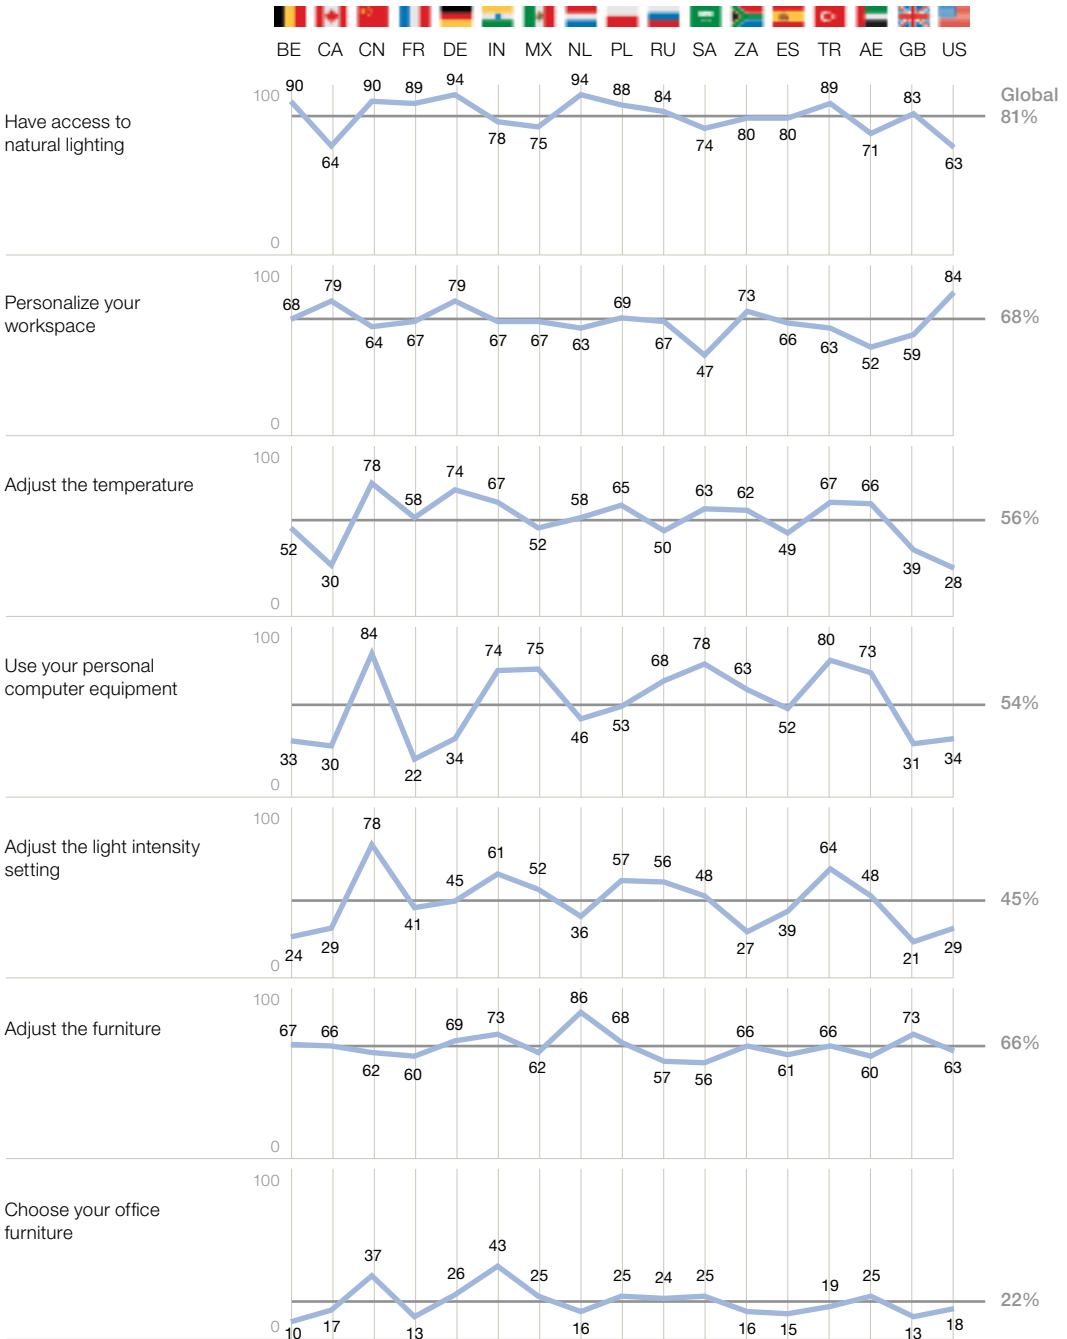 BE CA CN FR DE IN MX NL PL RU SA ZA ES TR AE GB US
Have access to
natural lighting
100
0
90 64 90 89 94 78 75 94 88 84 74 80 80 89 71 83 63
Global
81%
Personalize your
workspace
100
0
68 79 64 67 79 67 67 63 69 67 47 73 66 63 52 59 84
68%
Adjust the temperature
100
0
52 30 78 58 74 67 52 58 65 50 63 62 49 67 66 39 28
56%
Use your personal
computer equipment
100
0
33 30 84 22 34 74 75 46 53 68 78 63 52 80 73 31 34
54%
Adjust the light intensity
setting
100
0
24 29 78 41 45 61 52 36 57 56 48 27 39 64 48 21 29
45%
Adjust the furniture
100
0
67 66 62 60 69 73 62 86 68 57 56 66 61 66 60 73 63
66%
Choose your office
furniture
100
0
10 17 37 13 26 43 25 16 25 24 25 16 15 19 25 13 18
22%